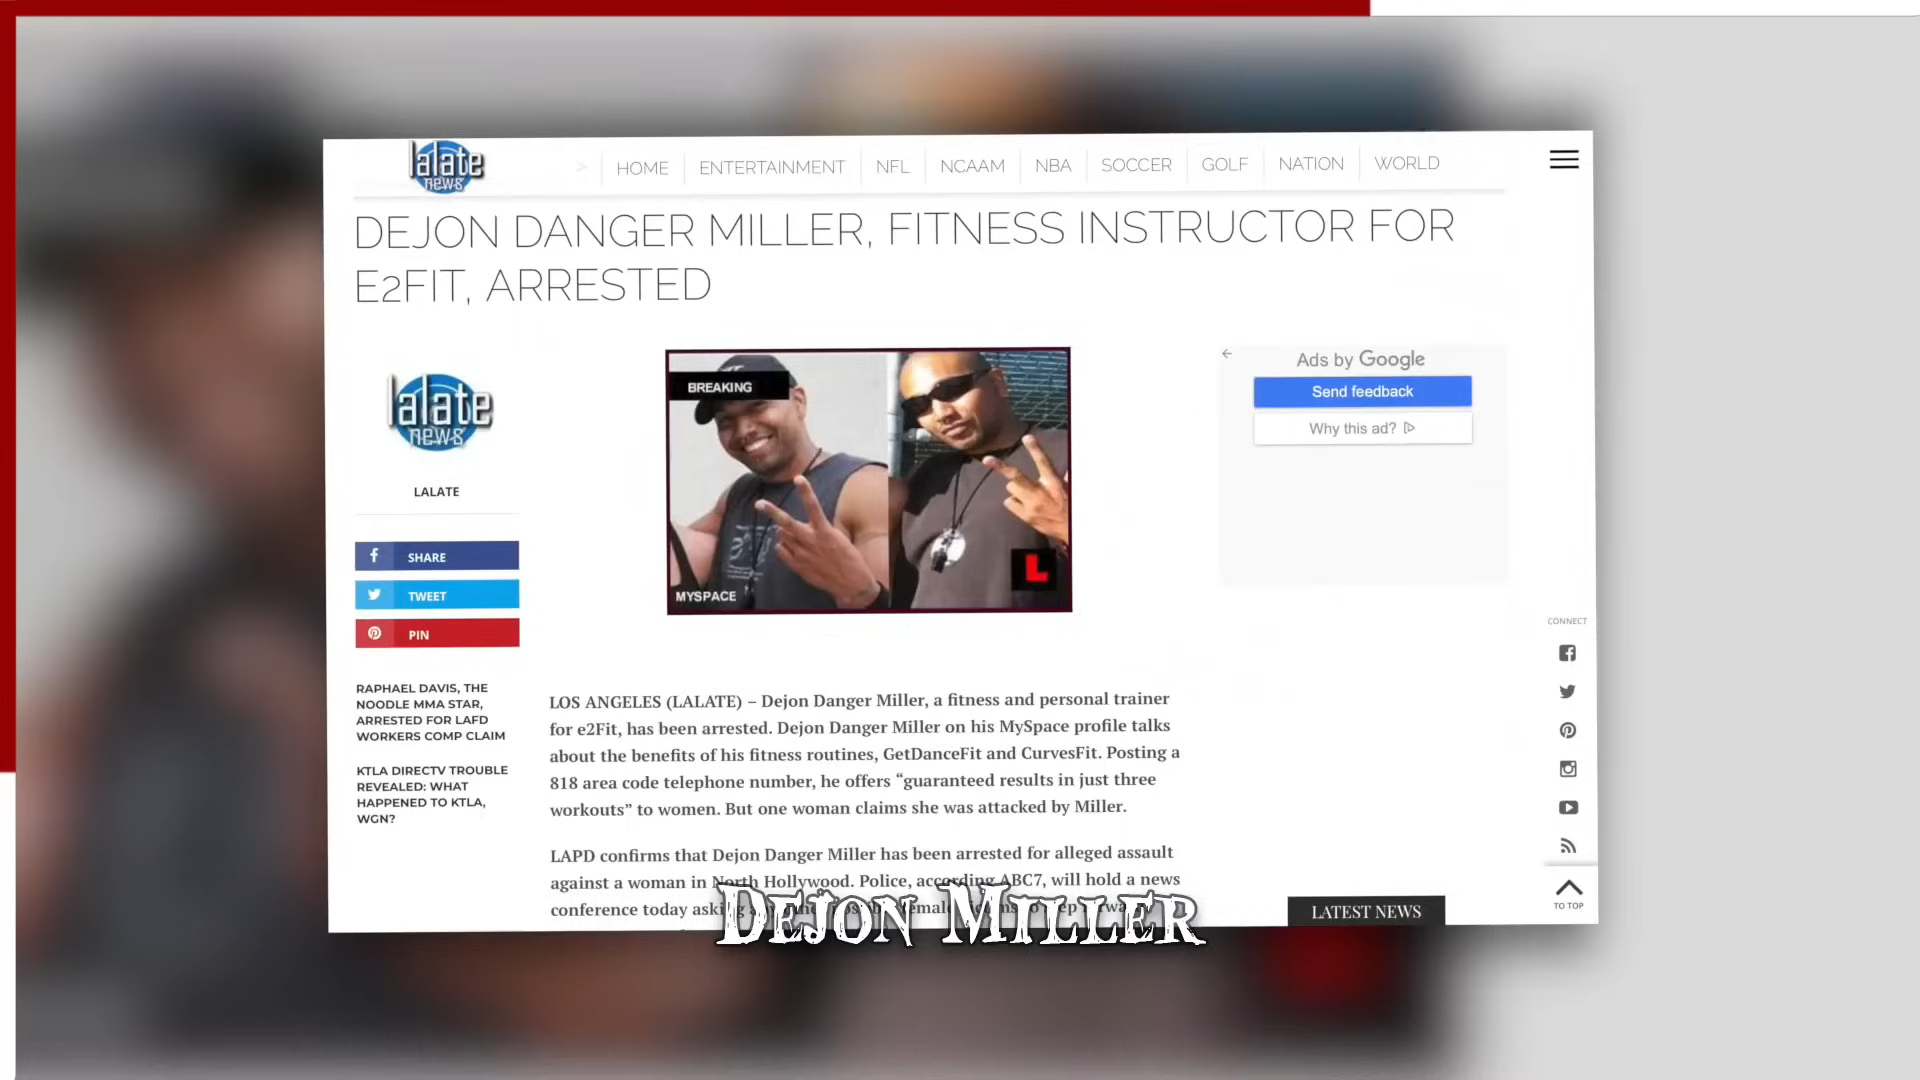 lalate
news
HOME
ENTERTAINMENT
NFL
NCAAM
NBA
SOCCER
GOLF
NATION
WORLD
DEJON DANGER MILLER, FITNESS INSTRUCTOR FOR
E2FIT, ARRESTED
lalate
news
LALATE
SHARE
TWEET
PIN
RAPHAEL DAVIS, THE
NOODLE MMA STAR,
ARRESTED FOR LAFD
WORKERS COMP CLAIM
KTLA DIRECTV TROUBLE
REVEALED: WHAT
HAPPENED TO KTLA,
WGN?
BREAKING
MYSPACE
L
Ads by Google
Send feedback
Why this ad?
LOS ANGELES (LALATE) – Dejon Danger Miller, a fitness and personal trainer
for e2Fit, has been arrested. Dejon Danger Miller on his MySpace profile talks
about the benefits of his fitness routines, GetDanceFit and CurvesFit. Posting a
818 area code telephone number, he offers “guaranteed results in just three
workouts” to women. But one woman claims she was attacked by Miller.
LAPD confirms that Dejon Danger Miller has been arrested for alleged assault
against a woman in North Hollywood. Police, according ABC7, will hold a news
conference today
Dejon Miller
CONNECT
TO TOP
LATEST NEWS